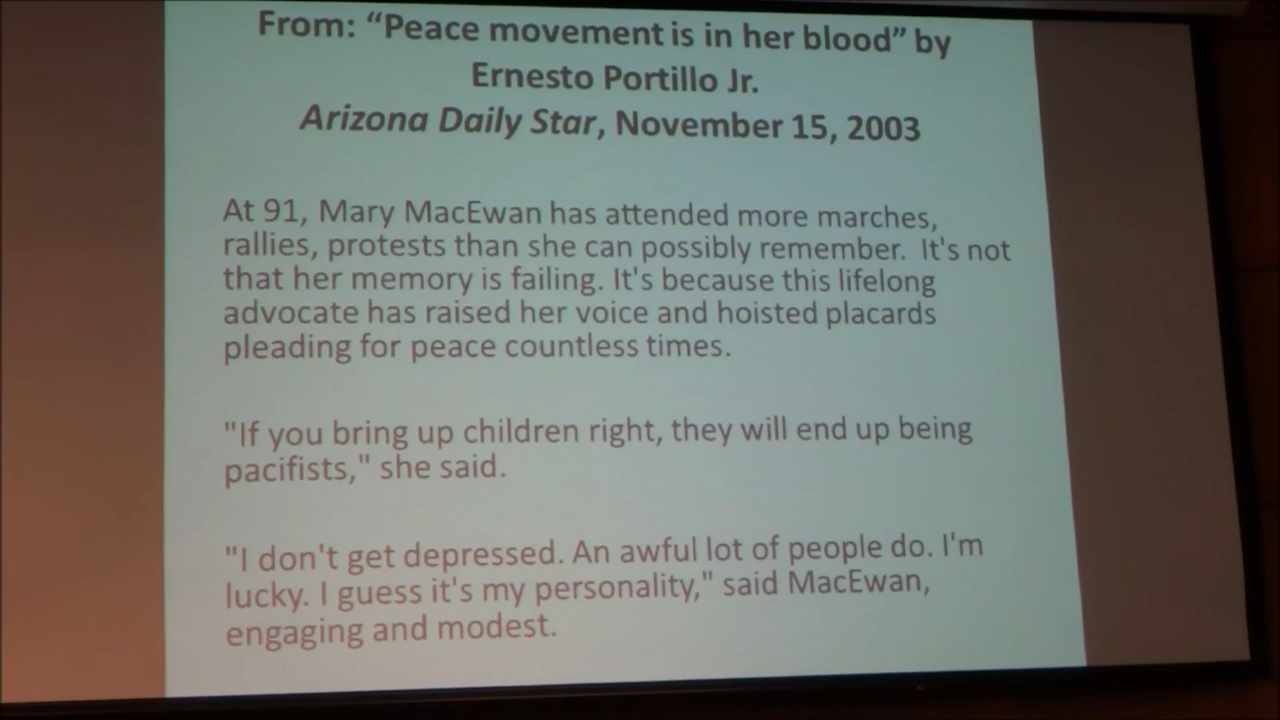 From: “Peace movement is in her blood” by
Ernesto Portillo Jr.
Arizona Daily Star, November 15, 2003
At 91, Mary MacEwan has attended more marches,
rallies, protests than she can possibly remember.  It's not
that her memory is failing. It's because this lifelong
advocate has raised her voice and hoisted placards
pleading for peace countless times.
"If you bring up children right, they will end up being
pacifists," she said.
"I don't get depressed. An awful lot of people do. I'm
lucky. I guess it's my personality," said MacEwan,
engaging and modest.